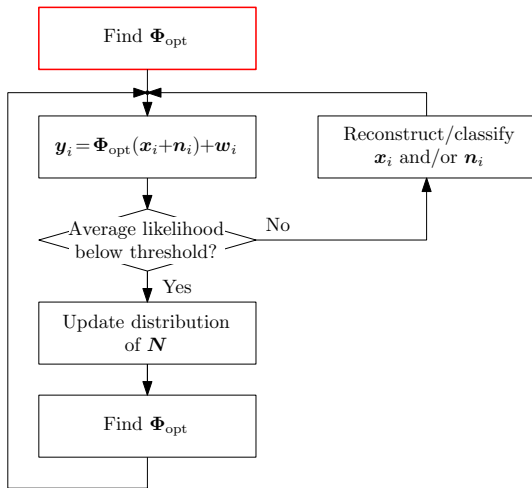 Find Φopt
yi=Φopt(xi+ni)+wi
Reconstruct/classify
xi and/or ni
Average likelihood
below threshold?
No
Yes
Update distribution
of N
Find Φopt